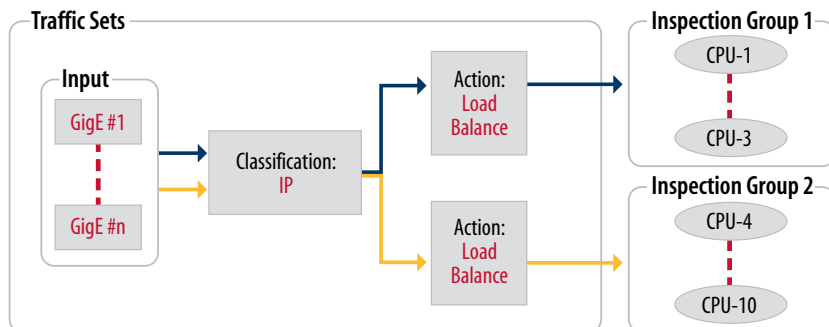 Traffic Sets
Input
GigE #1
GigE #n
Classification:
IP
Action:
Load
Balance
Action:
Load
Balance
Inspection Group 1
CPU-1
CPU-3
Inspection Group 2
CPU-4
CPU-10